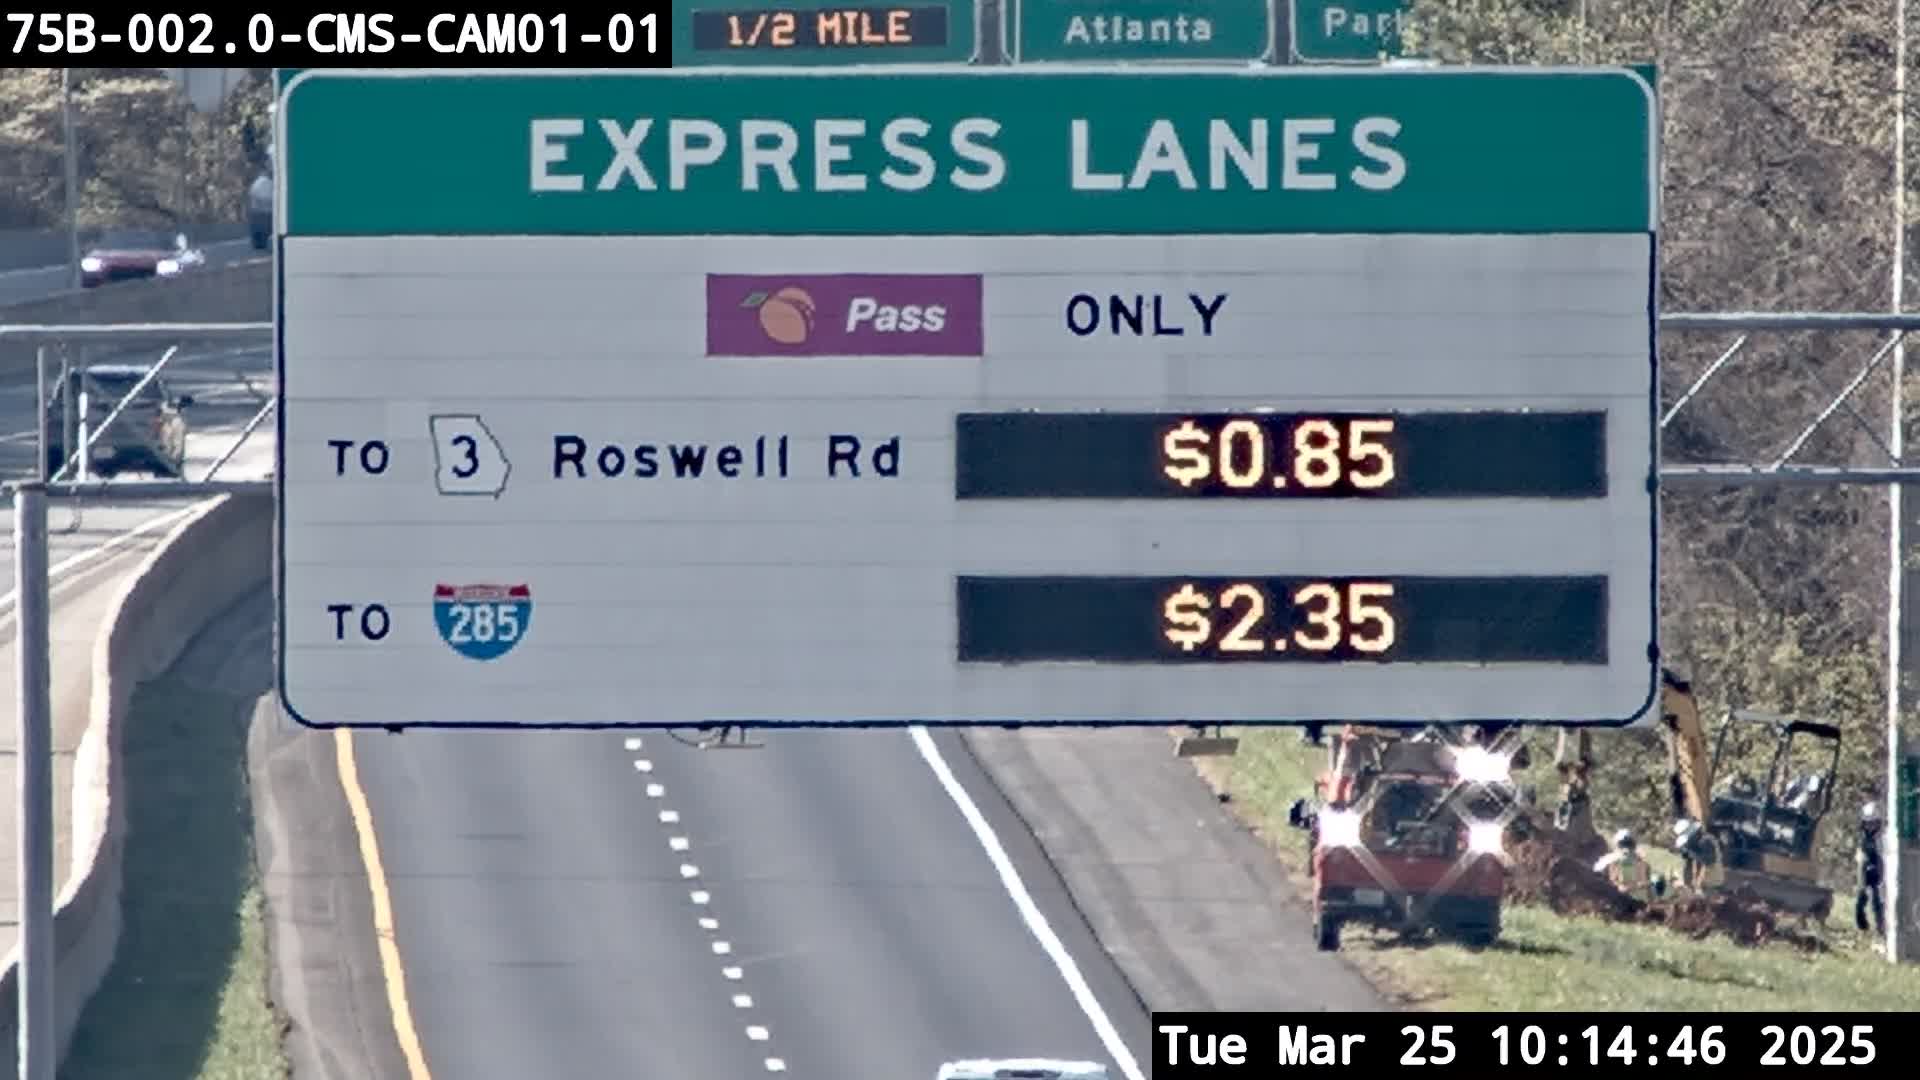 75B-002.0-CMS-CAM01-01
1/2 MILE
Atlanta
EXPRESS LANES
Pass ONLY
TO 3 Roswell Rd $0.85
TO 285 $2.35
Tue Mar 25 10:14:46 2025